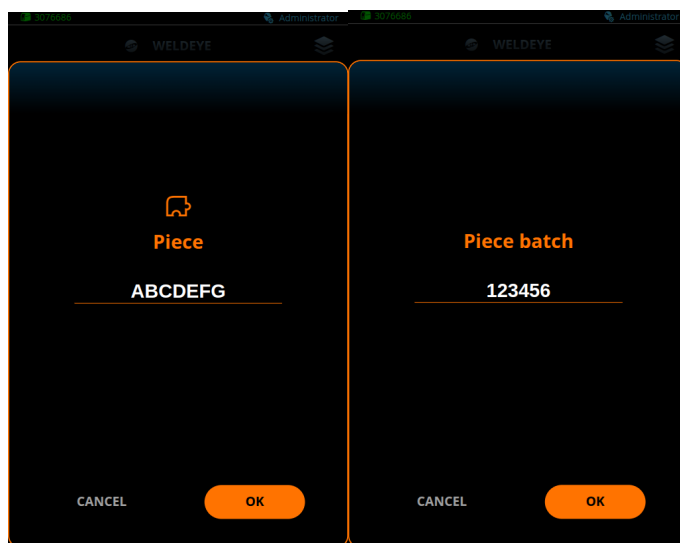 3076686 Administrator
WELDEYE
Piece
ABCDEFG
CANCEL OK
3076686 Administrator
WELDEYE
Piece batch
123456
CANCEL OK